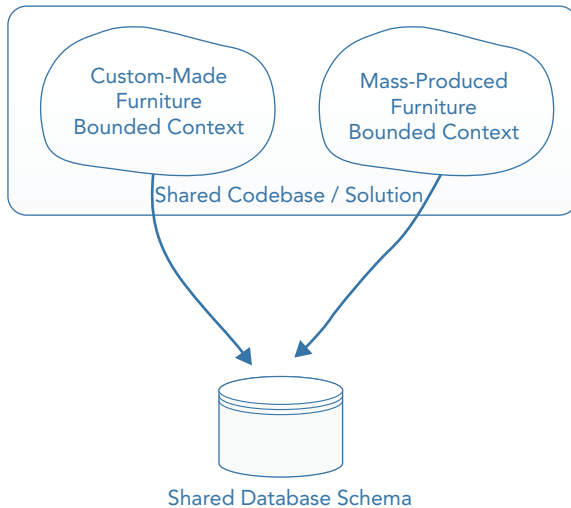 Custom-Made
Furniture
Bounded Context
Mass-Produced
Furniture
Bounded Context
Shared Codebase / Solution
Shared Database Schema